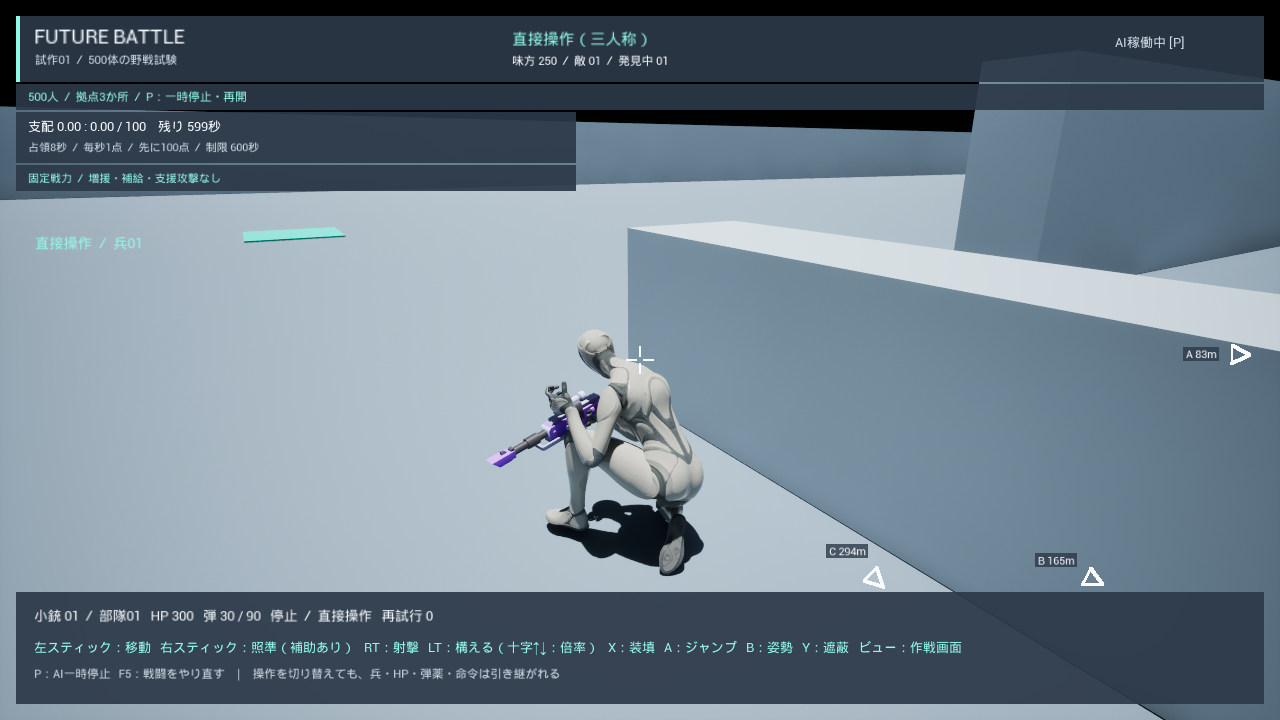 FUTURE BATTLE
試作01 / 500体の野戦試験
直接操作 ( 三人称 )
味方 250 / 敵 01 / 発見中 01
AI稼働中 [P]
500人 / 拠点3か所 / P : 一時停止・再開
支配 0.00 : 0.00 / 100 残り 599秒
占領8秒 / 毎秒1点 / 先に100点 / 制限 600秒
固定戦力 / 増援・補給・支援攻撃なし
直接操作 / 兵01
A 83m
C 294m
B 165m
小銃 01 / 部隊01 HP 300 弾 30 / 90 停止 / 直接操作 再試行 0
左スティック : 移動 右スティック : 照準 ( 補助あり ) RT : 射撃 LT : 構える ( 十字↑↓ : 倍率 ) X : 装填 A : ジャンプ B : 姿勢 Y : 遮蔽 ビュー : 作戦画面
P : AI一時停止 F5 : 戦闘をやり直す | 操作を切り替えても、兵・HP・弾薬・命令は引き継がれる